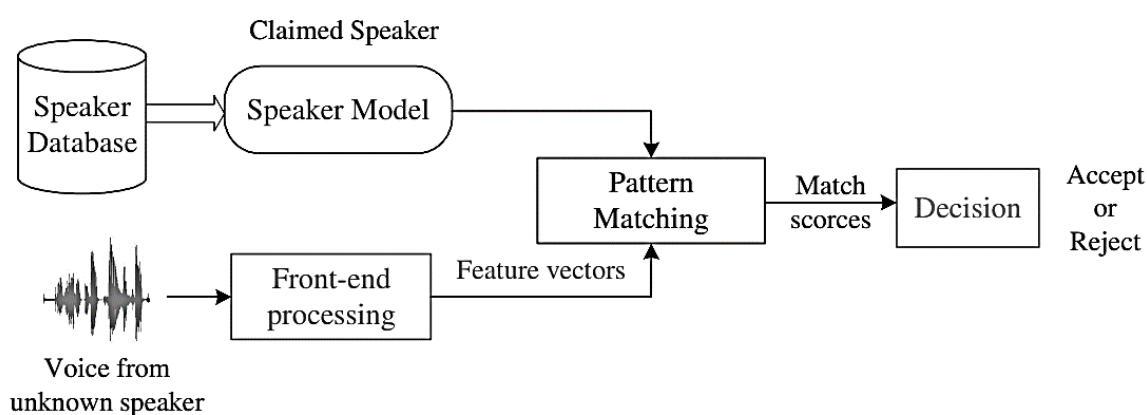 Claimed Speaker
Speaker
Database
Speaker Model
Pattern
Matching
Match
scorces
Decision
Accept
or
Reject
Front-end
processing
Feature vectors
Voice from
unknown speaker